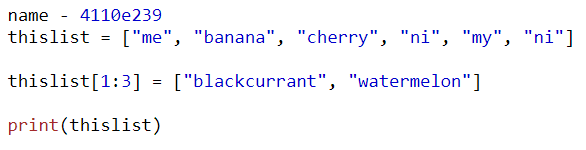 name - 4110e239
thislist = ["me", "banana", "cherry", "ni", "my", "ni"]
thislist[1:3] = ["blackcurrant", "watermelon"]
print(thislist)